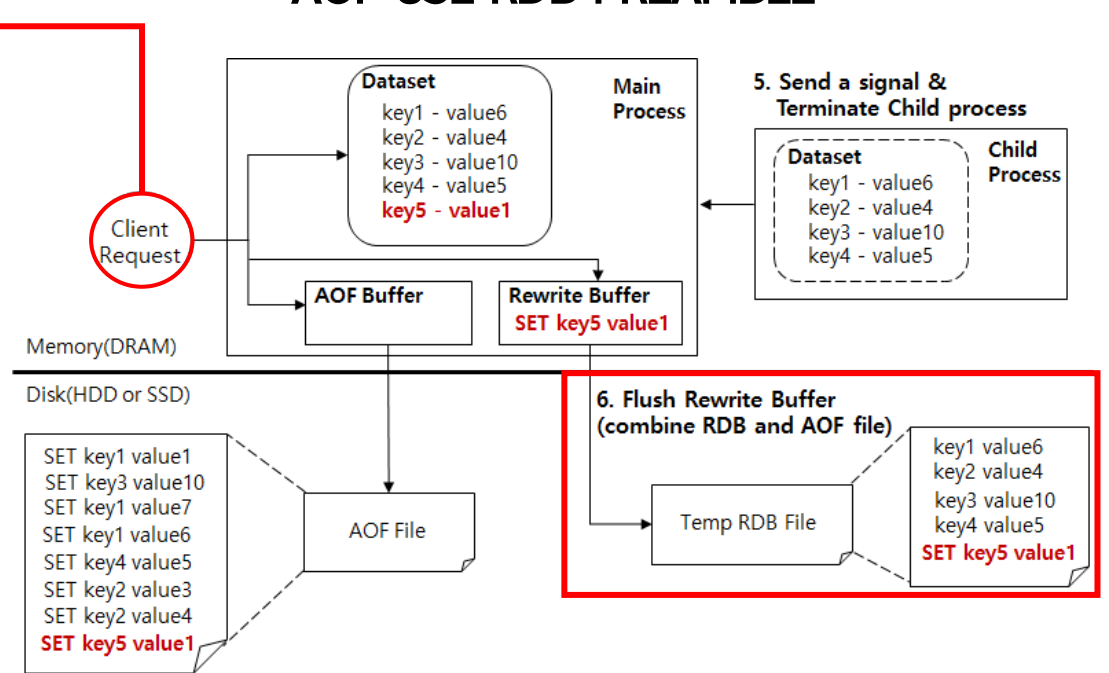 Dataset
key1 - value6
key2 - value4
key3 - value10
key4 - value5
key5 - value1
Main
Process
5. Send a signal &
Terminate Child process
Dataset
key1 - value6
key2 - value4
key3 - value10
key4 - value5
Child
Process
Client
Request
AOF Buffer
Rewrite Buffer
SET key5 value1
Memory(DRAM)
Disk(HDD or SSD)
SET key1 value1
SET key3 value10
SET key1 value7
SET key1 value6
SET key4 value5
SET key2 value3
SET key2 value4
SET key5 value1
AOF File
6. Flush Rewrite Buffer
(combine RDB and AOF file)
Temp RDB File
key1 value6
key2 value4
key3 value10
key4 value5
SET key5 value1